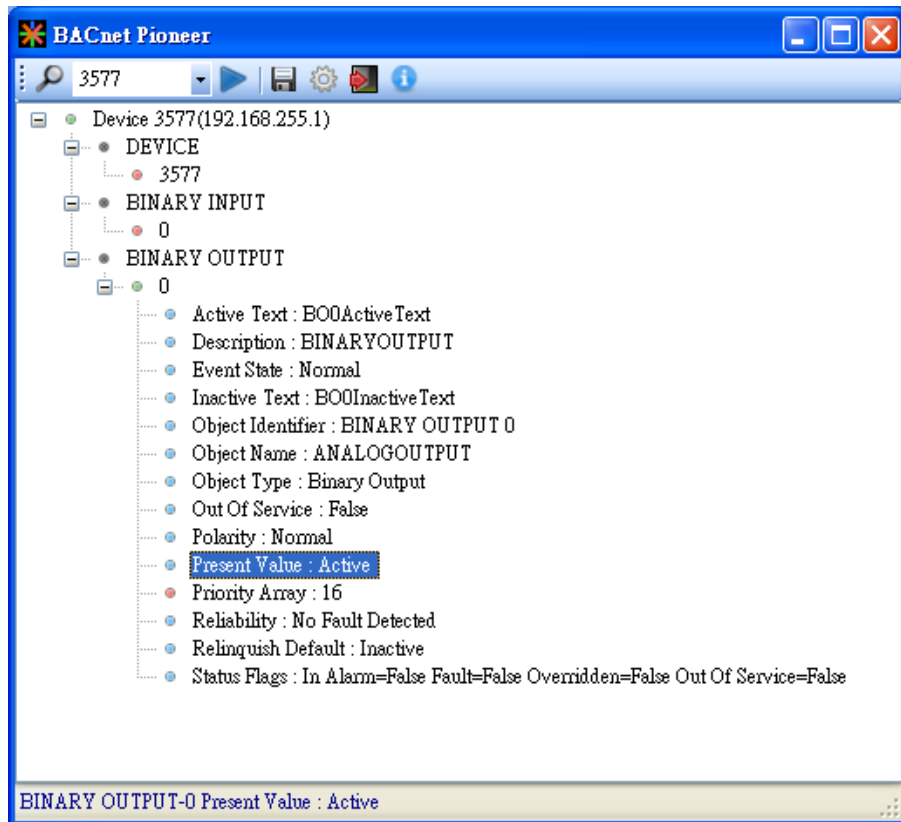 BACnet Pioneer
3577
Device 3577(192.168.255.1)
DEVICE
3577
BINARY INPUT
0
BINARY OUTPUT
0
Active Text : BO0ActiveText
Description : BINARYOUTPUT
Event State : Normal
Inactive Text : BO0InactiveText
Object Identifier : BINARY OUTPUT 0
Object Name : ANALOGOUTPUT
Object Type : Binary Output
Out Of Service : False
Polarity : Normal
Present Value : Active
Priority Array : 16
Reliability : No Fault Detected
Relinquish Default : Inactive
Status Flags : In Alarm=False Fault=False Overridden=False Out Of Service=False
BINARY OUTPUT-0 Present Value : Active